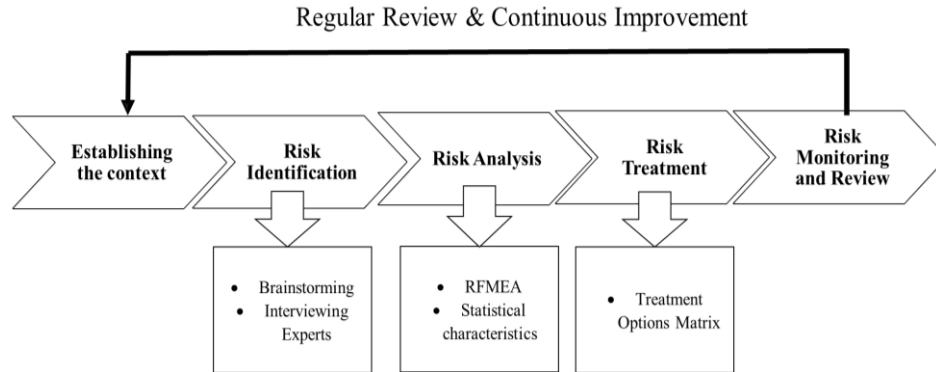 Regular Review & Continuous Improvement
Establishing
the context
Risk
Identification
Risk Analysis
Risk
Treatment
Risk
Monitoring
and Review
• Brainstorming
• Interviewing
Experts
• RFMEA
• Statistical
characteristics
• Treatment
Options Matrix